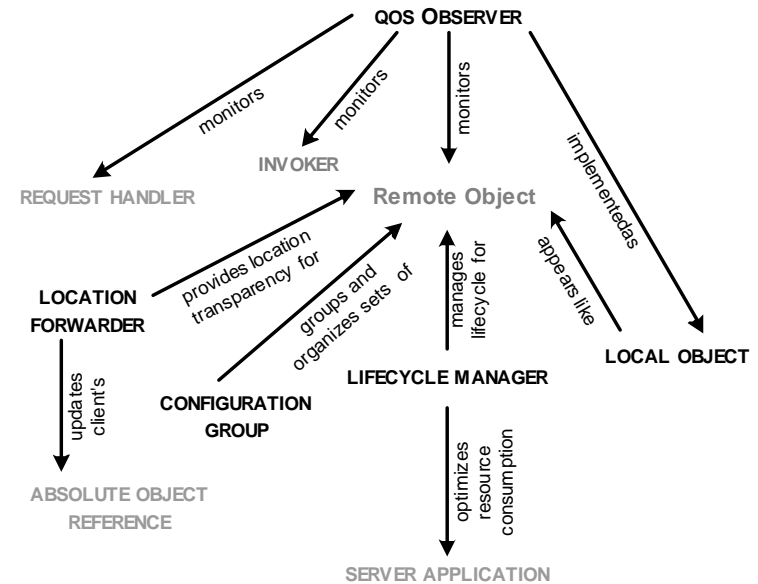 QOS OBSERVER
monitors
monitors
monitors
implementedas
INVOKER
REQUEST HANDLER
Remote Object
provides location
transparency for
groups and
organizes sets of
manages
lifecycle for
appears like
LOCATION
FORWARDER
LOCAL OBJECT
LIFECYCLE MANAGER
updates
client's
CONFIGURATION
GROUP
optimizes
resource
consumption
ABSOLUTE OBJECT
REFERENCE
SERVER APPLICATION